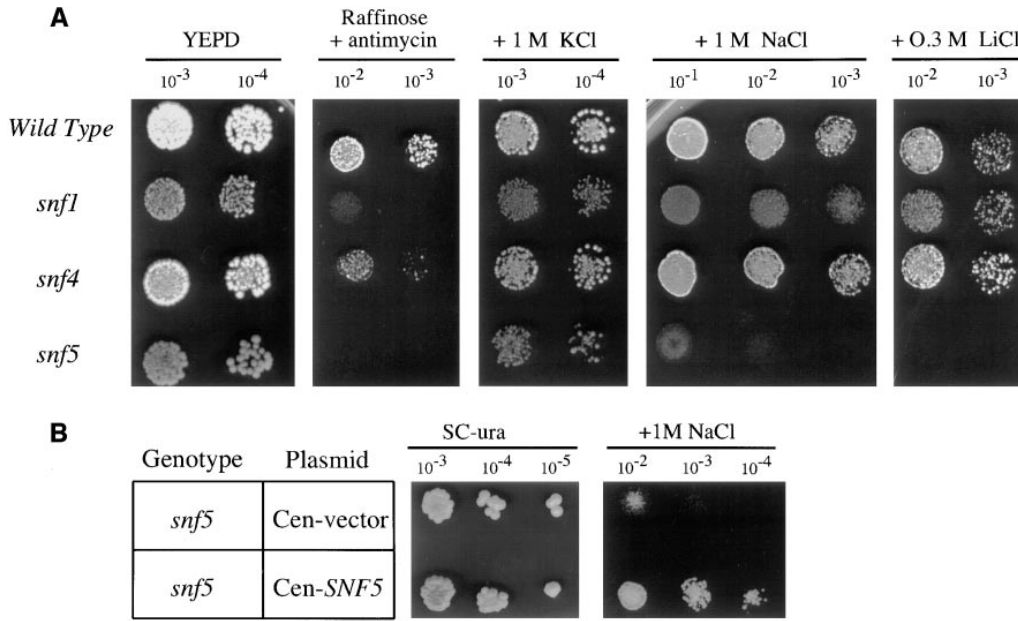 A
YEPD
Raffinose
+ antimycin
+ 1 M KCl
+ 1 M NaCl
+ O.3 M LiCl
10-3 10-4 10-2 10-3 10-3 10-4 10-1 10-2 10-3 10-2 10-3
Wild Type
snf1
snf4
snf5
B
SC-ura
+1M NaCl
Genotype Plasmid
10-3 10-4 10-5 10-2 10-3 10-4
snf5 Cen-vector
snf5 Cen-SNF5